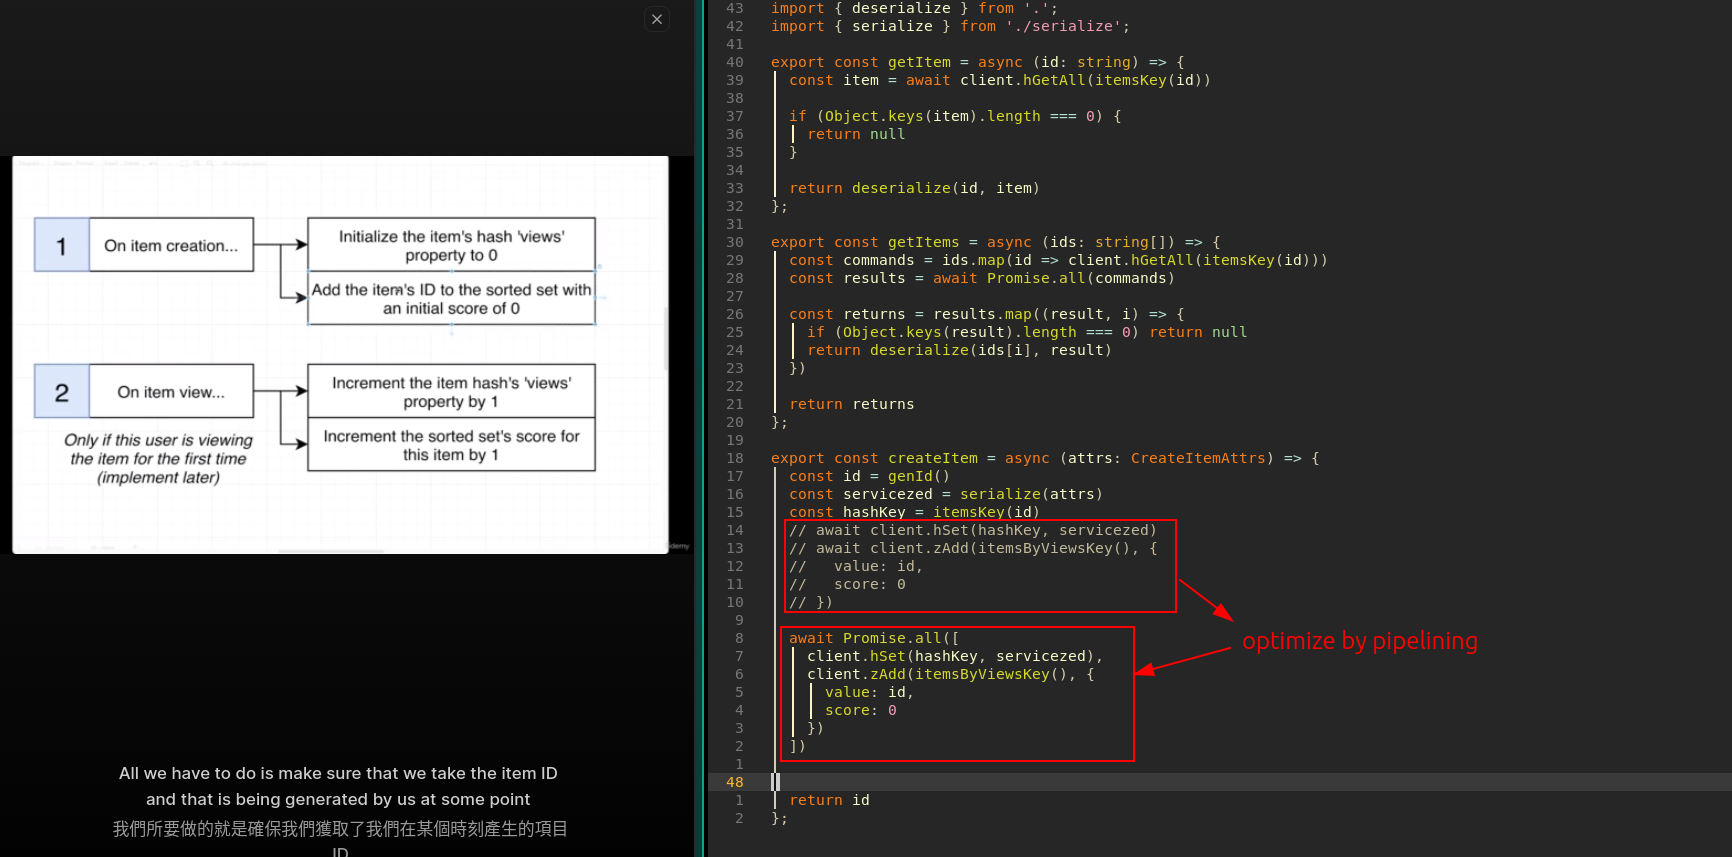 1
On item creation...
Initialize the item's hash 'views'
property to 0
Add the item's ID to the sorted set with
an initial score of 0
2
On item view...
Increment the item hash's 'views'
property by 1
Increment the sorted set's score for
this item by 1
Only if this user is viewing
the item for the first time
(implement later)
All we have to do is make sure that we take the item ID
and that is being generated by us at some point
我們所要做的就是確保我們獲取了我們在某個時刻產生的項目
ID
43 import { deserialize } from '.';
42 import { serialize } from './serialize';
41
40 export const getItem = async (id: string) => {
39 const item = await client.hGetAll(itemsKey(id))
38
37 if (Object.keys(item).length === 0) {
36 return null
35 }
34
33 return deserialize(id, item)
32 };
31
30 export const getItems = async (ids: string[]) => {
29 const commands = ids.map(id => client.hGetAll(itemsKey(id)))
28 const results = await Promise.all(commands)
27
26 const returns = results.map((result, i) => {
25 if (Object.keys(result).length === 0) return null
24 return deserialize(ids[i], result)
23 })
22
21 return returns
20 };
19
18 export const createItem = async (attrs: CreateItemAttrs) => {
17 const id = genId()
16 const servicezed = serialize(attrs)
15 const hashKey = itemsKey(id)
14 // await client.hSet(hashKey, servicezed)
13 // await client.zAdd(itemsByViewsKey(), {
12 //   value: id,
11 //   score: 0
10 // })
9
8 await Promise.all([
7 client.hSet(hashKey, servicezed),
6 client.zAdd(itemsByViewsKey(), {
5 value: id,
4 score: 0
3 })
2 ])
1
48
1 return id
2 };
optimize by pipelining